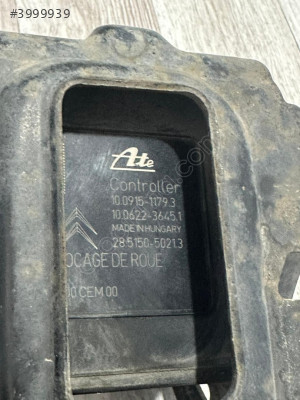 #3999939
Ate
Controller
10.0915-1179.3
10.0622-3645.1
MADE IN HUNGARY
28.5150-5021.3
OCAGE DE ROUE
CEM 00